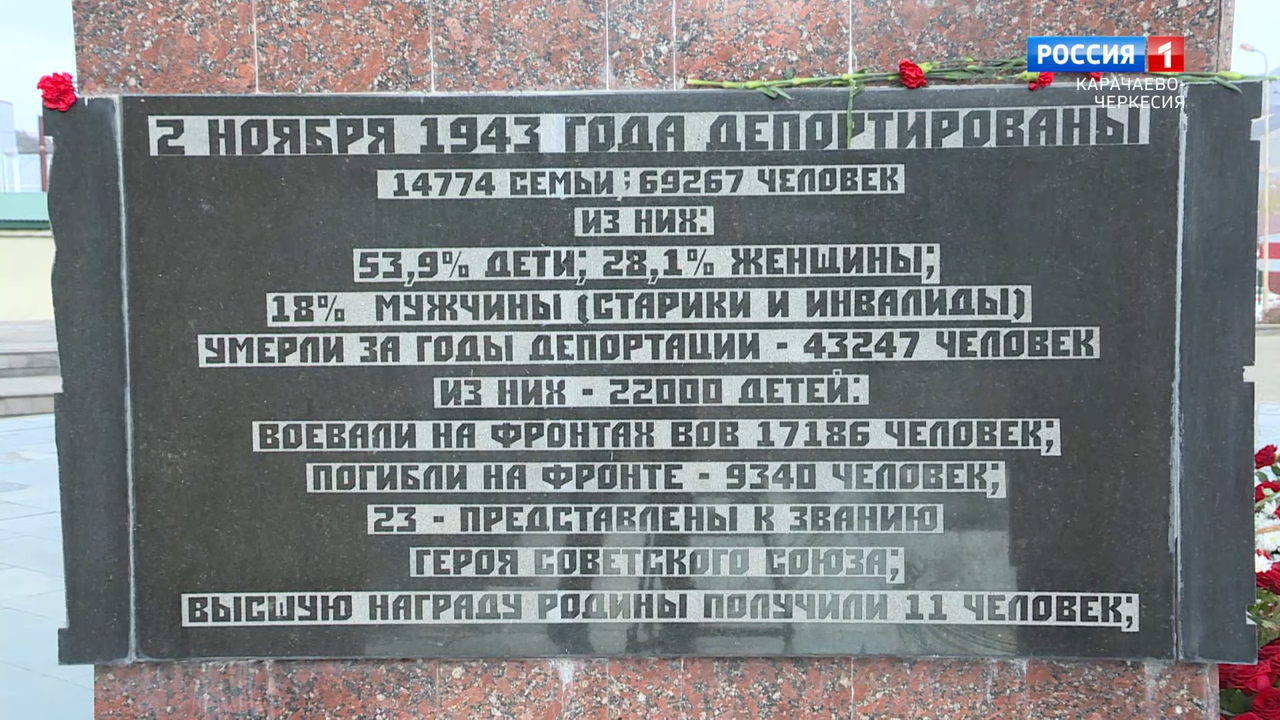 РОССИЯ 1
КАРАЧАЕВО-
ЧЕРКЕСИЯ
2 НОЯБРЯ 1943 ГОДА ДЕПОРТИРОВАНЫ
14774 СЕМЬИ ; 69267 ЧЕЛОВЕК
ИЗ НИХ:
53,9% ДЕТИ; 28,1% ЖЕНЩИНЫ;
18% МУЖЧИНЫ (СТАРИКИ И ИНВАЛИДЫ)
УМЕРЛИ ЗА ГОДЫ ДЕПОРТАЦИИ - 43247 ЧЕЛОВЕК
ИЗ НИХ - 22000 ДЕТЕЙ:
ВОЕВАЛИ НА ФРОНТАХ ВОВ 17186 ЧЕЛОВЕК;
ПОГИБЛИ НА ФРОНТЕ - 9340 ЧЕЛОВЕК;
23 - ПРЕДСТАВЛЕНЫ К ЗВАНИЮ
ГЕРОЯ СОВЕТСКОГО СОЮЗА;
ВЫСШУЮ НАГРАДУ РОДИНЫ ПОЛУЧИЛИ 11 ЧЕЛОВЕК;